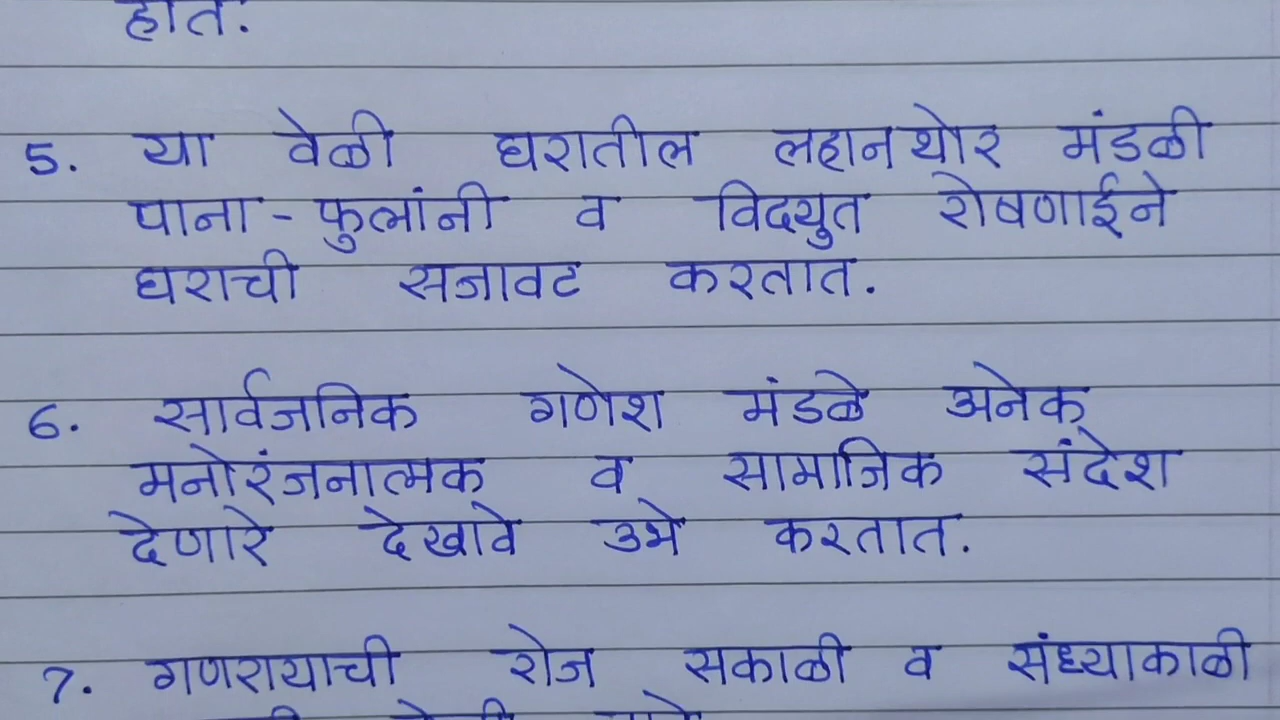 होते.
5. या वेळी घरातील लहानथोर मंडळी
पाना-फुलांनी व विद्युत रोषणाईने
घराची सजावट करतात.
6. सार्वजनिक गणेश मंडळे अनेक
मनोरंजनात्मक व सामाजिक संदेश
देणारे देखावे उभे करतात.
7. गणरायाची रोज सकाळी व संध्याकाळी